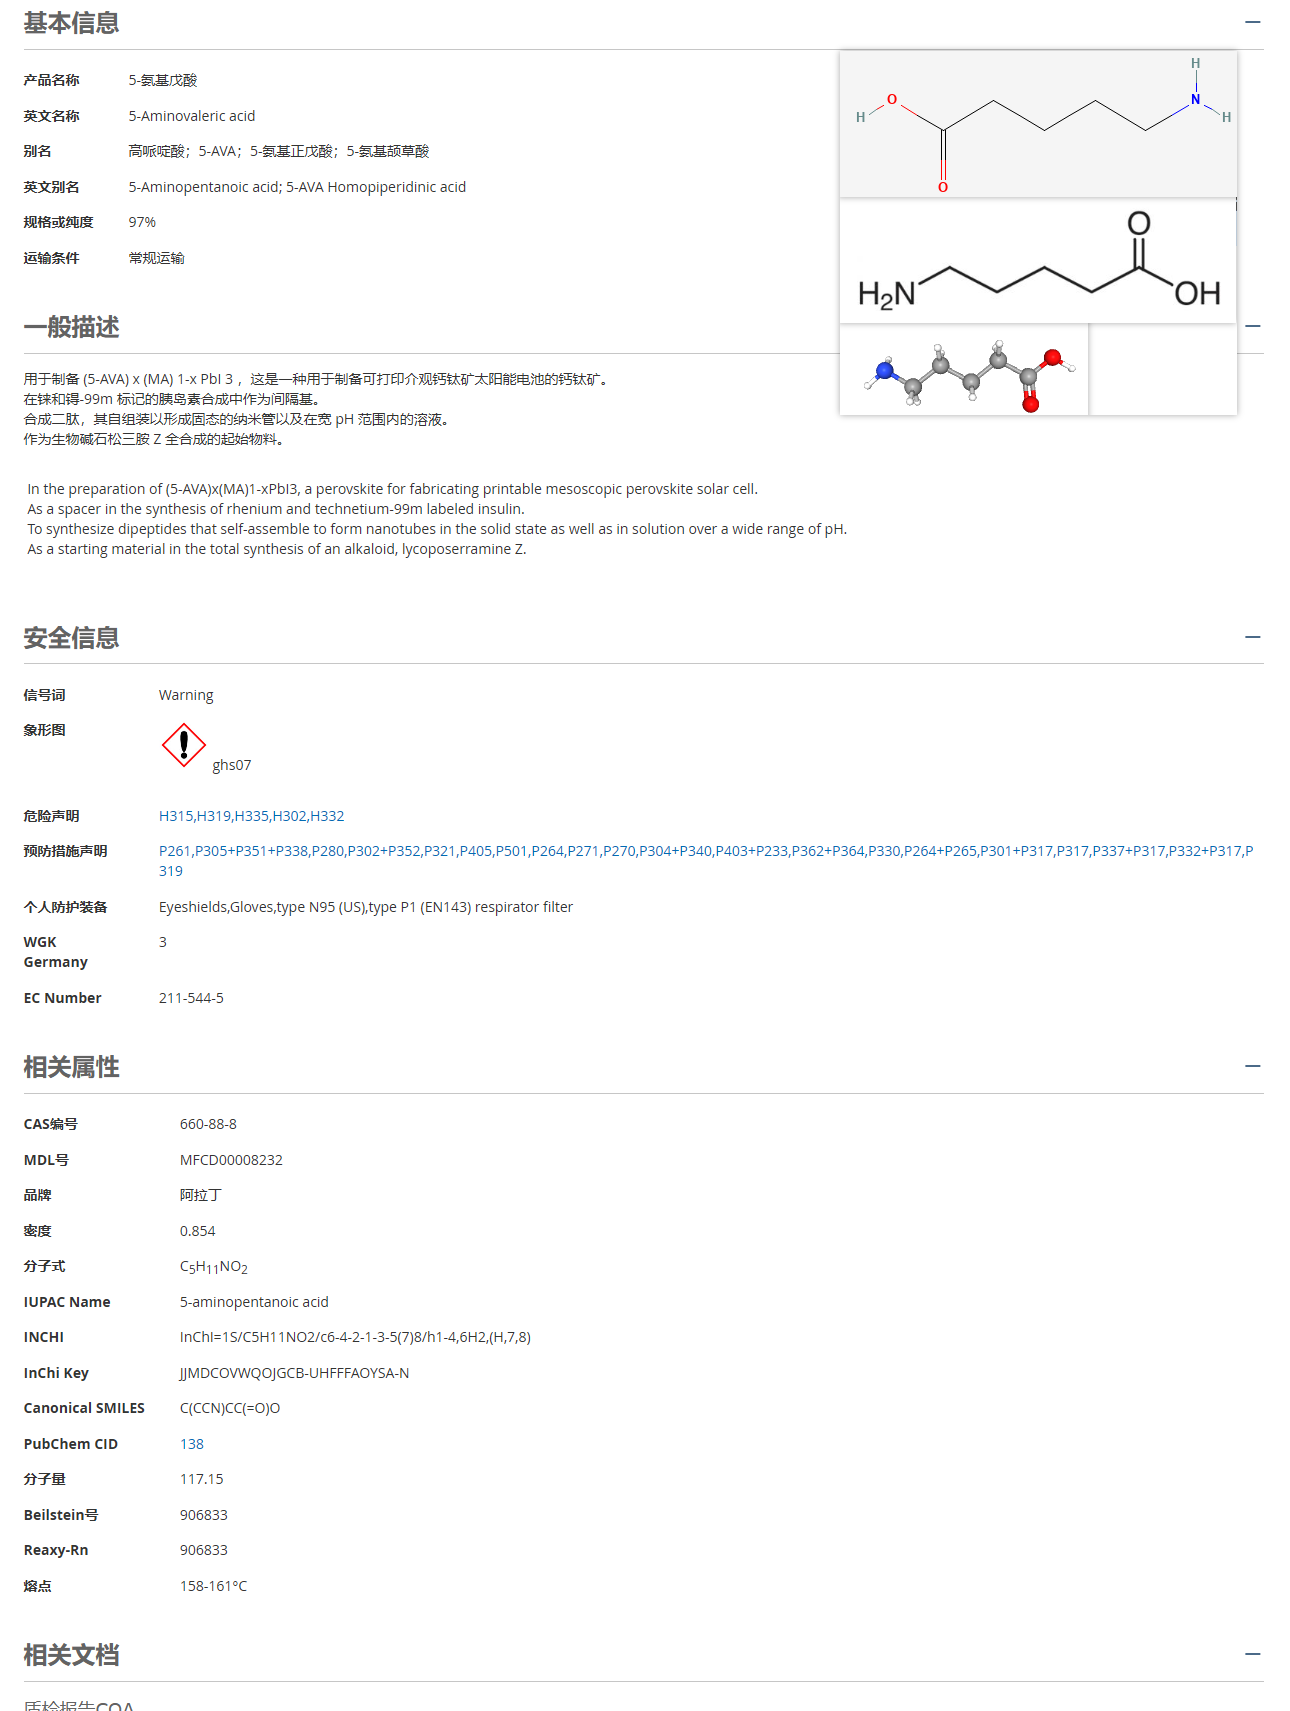 基本信息
产品名称 5-氨基戊酸
英文名称 5-Aminovaleric acid
别名 高哌啶酸；5-AVA；5-氨基正戊酸；5-氨基颉草酸
英文别名 5-Aminopentanoic acid; 5-AVA Homopiperidinic acid
规格或纯度 97%
运输条件 常规运输
H
O
H
N
H
O
O
H2N
OH
一般描述
用于制备 (5-AVA) x (MA) 1-x PbI 3 ，这是一种用于制备可打印介观钙钛矿太阳能电池的钙钛矿。
在铼和锝-99m 标记的胰岛素合成中作为间隔基。
合成二肽，其自组装以形成固态的纳米管以及在宽 pH 范围内的溶液。
作为生物碱石松三胺 Z 全合成的起始物料。
In the preparation of (5-AVA)x(MA)1-xPbI3, a perovskite for fabricating printable mesoscopic perovskite solar cell.
As a spacer in the synthesis of rhenium and technetium-99m labeled insulin.
To synthesize dipeptides that self-assemble to form nanotubes in the solid state as well as in solution over a wide range of pH.
As a starting material in the total synthesis of an alkaloid, lycoposerramine Z.
安全信息
信号词 Warning
象形图 ghs07
危险声明 H315,H319,H335,H302,H332
预防措施声明 P261,P305+P351+P338,P280,P302+P352,P321,P405,P501,P264,P271,P270,P304+P340,P403+P233,P362+P364,P330,P264+P265,P301+P317,P317,P337+P317,P332+P317,P
319
个人防护装备 Eyeshields,Gloves,type N95 (US),type P1 (EN143) respirator filter
WGK 3
Germany
EC Number 211-544-5
相关属性
CAS编号 660-88-8
MDL号 MFCD00008232
品牌 阿拉丁
密度 0.854
分子式 C5H11NO2
IUPAC Name 5-aminopentanoic acid
INCHI InChI=1S/C5H11NO2/c6-4-2-1-3-5(7)8/h1-4,6H2,(H,7,8)
InChi Key JJMDCOVWQOJGCB-UHFFFAOYSA-N
Canonical SMILES C(CCN)CC(=O)O
PubChem CID 138
分子量 117.15
Beilstein号 906833
Reaxy-Rn 906833
熔点 158-161°C
相关文档
质检报告COA